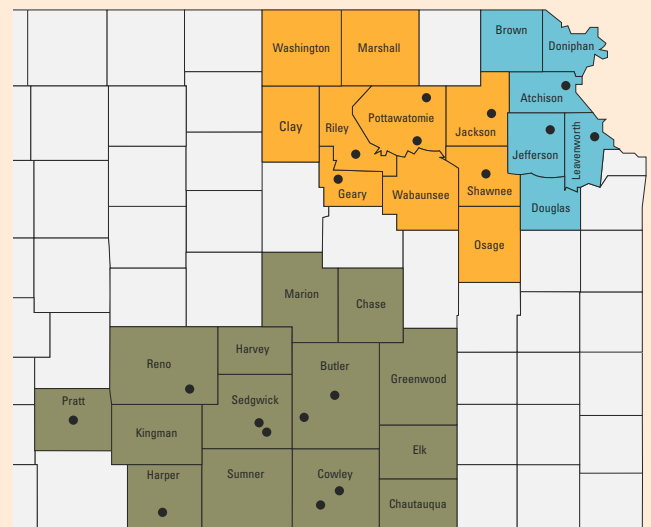 Brown
Doniphan
Washington
Marshall
Atchison
Pottawatomie
Clay
Riley
Jackson
Leavenworth
Jefferson
Geary
Wabaunsee
Shawnee
Douglas
Osage
Marion
Chase
Harvey
Reno
Butler
Greenwood
Pratt
Sedgwick
Kingman
Elk
Harper
Sumner
Cowley
Chautauqua